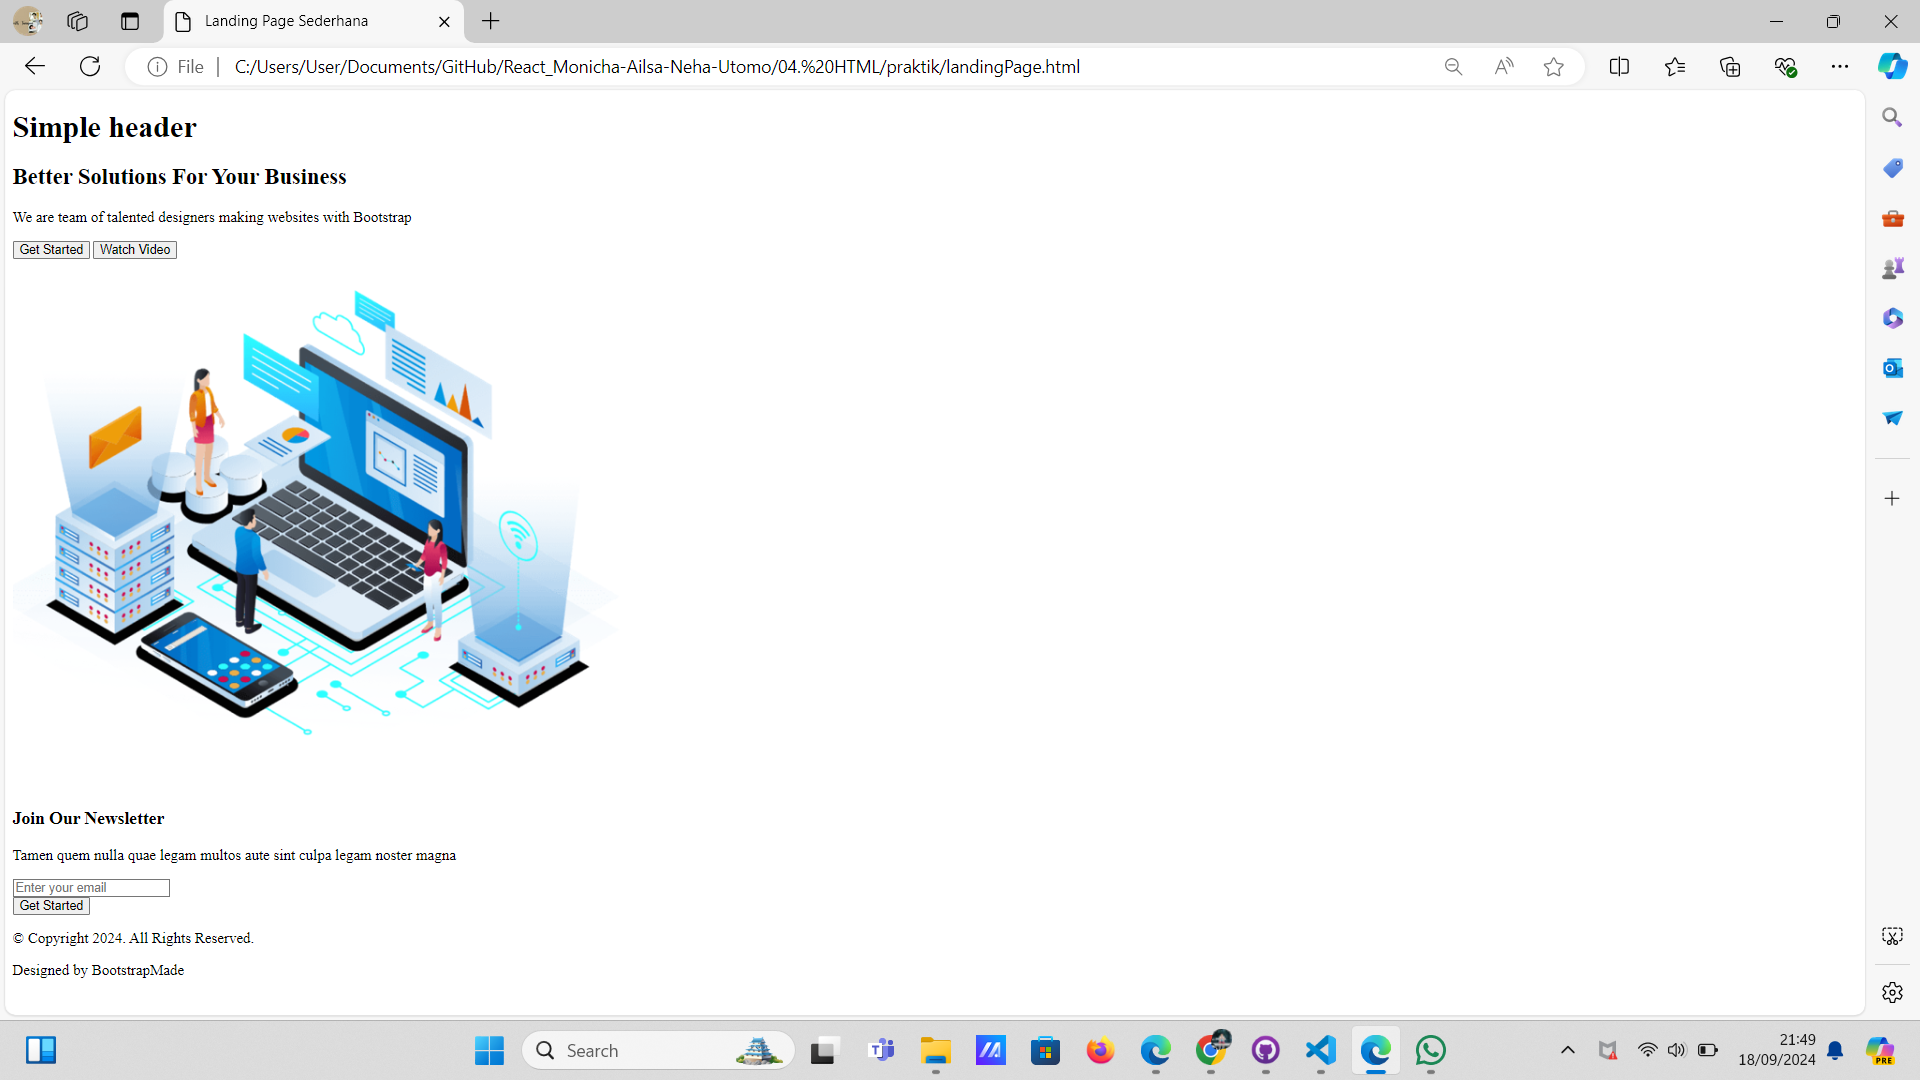 Landing Page Sederhana
File
C:/Users/User/Documents/GitHub/React_Monicha-Ailsa-Neha-Utomo/04.%20HTML/praktik/landingPage.html
Simple header
Better Solutions For Your Business
We are team of talented designers making websites with Bootstrap
Get Started Watch Video
Join Our Newsletter
Tamen quem nulla quae legam multos aute sint culpa legam noster magna
Enter your email
Get Started
© Copyright 2024. All Rights Reserved.
Designed by BootstrapMade
Search
21:49
18/09/2024
PRE